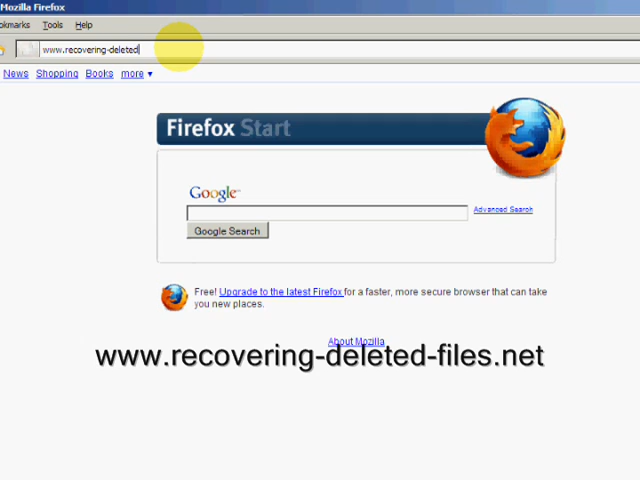 Mozilla Firefox
okmarks Tools Help
www.recovering-deleted
News Shopping Books more ▾
Firefox Start
Google™
Advanced Search
Google Search
Free! Upgrade to the latest Firefox for a faster, more secure browser that can take
you new places.
About Mozilla
www.recovering-deleted-files.net